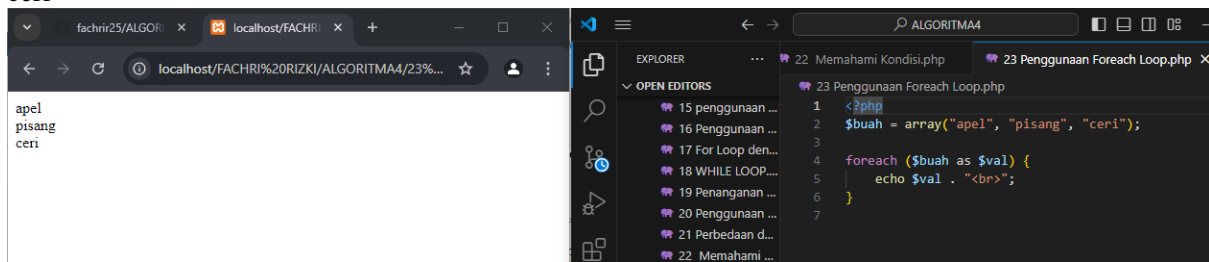 fachrir25/ALGOR
localhost/FACHRI
localhost/FACHRI%20RIZKI/ALGORITMA4/23%...
apel
pisang
ceri
ALGORITMA4
EXPLORER
22 Memahami Kondisi.php
23 Penggunaan Foreach Loop.php
OPEN EDITORS
15 penggunaan ...
16 Penggunaan ...
17 For Loop den...
18 WHILE LOOP....
19 Penanganan ...
20 Penggunaan ...
21 Perbedaan d...
22 Memahami ...
23 Penggunaan Foreach Loop.php
1 <?php
2 $buah = array("apel", "pisang", "ceri");
3
4 foreach ($buah as $val) {
5 echo $val . "<br>";
6 }
7